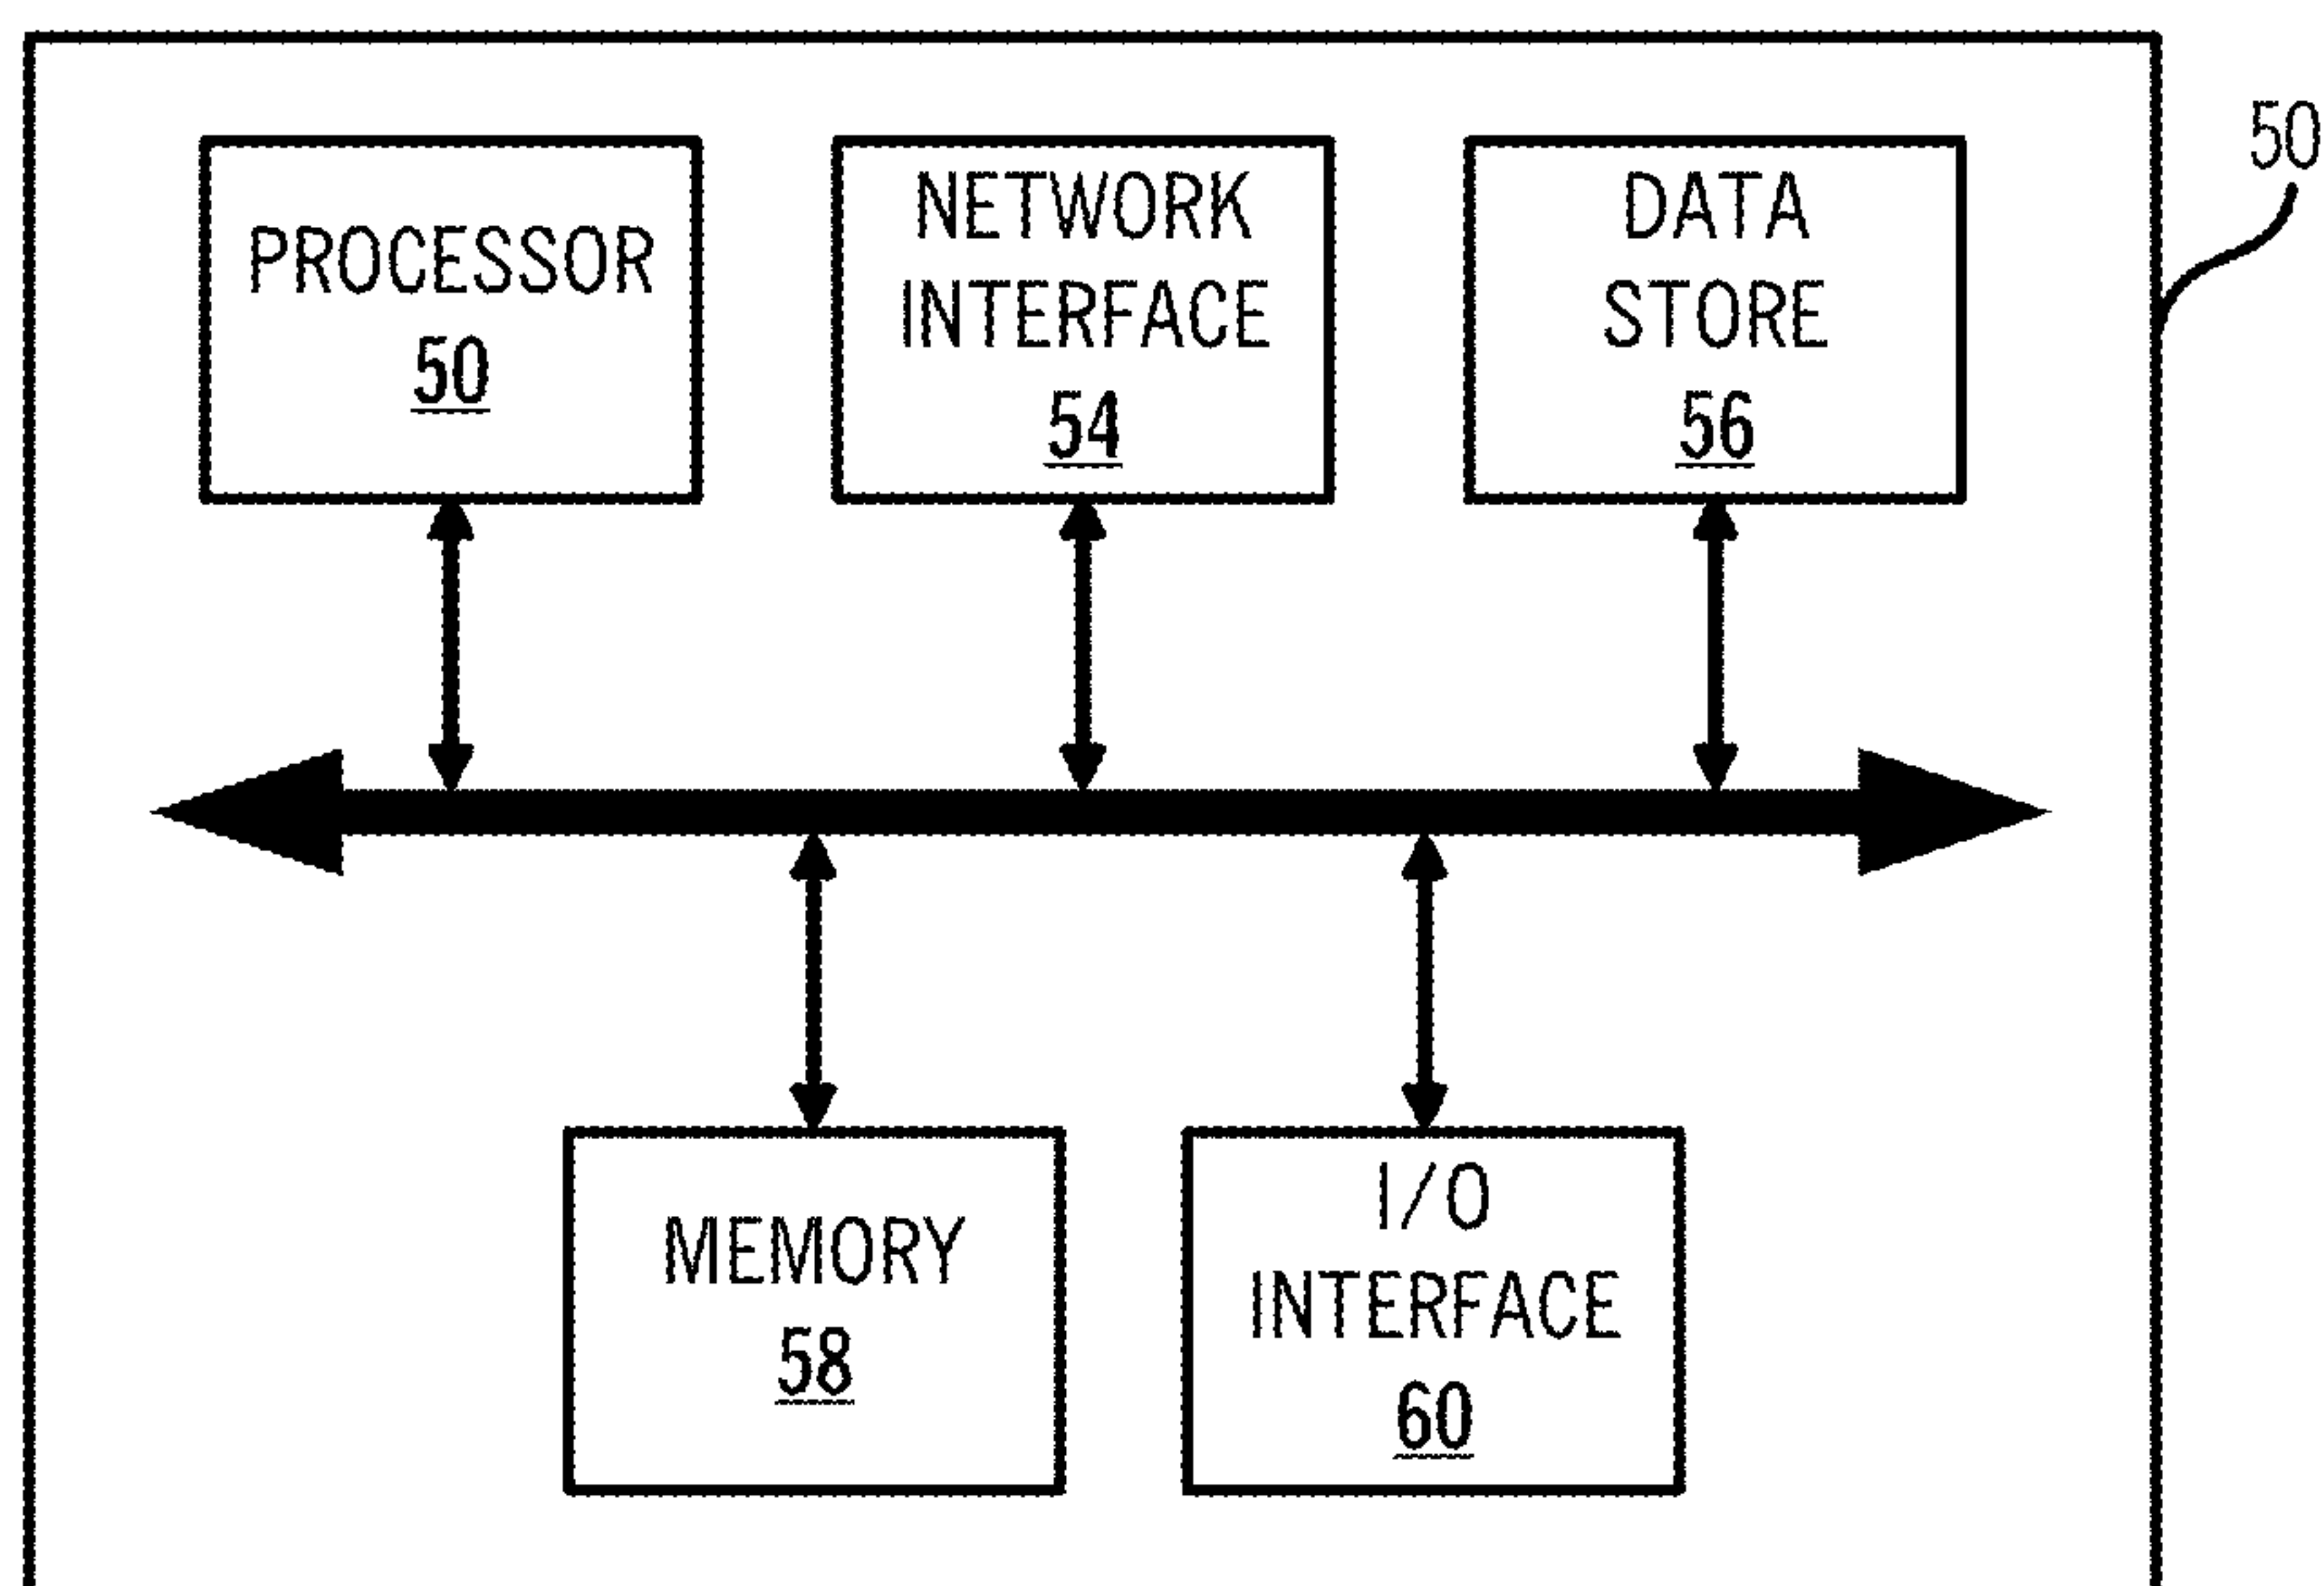 50
PROCESSOR
50
NETWORK
INTERFACE
54
DATA
STORE
56
MEMORY
58
I/O
INTERFACE
60